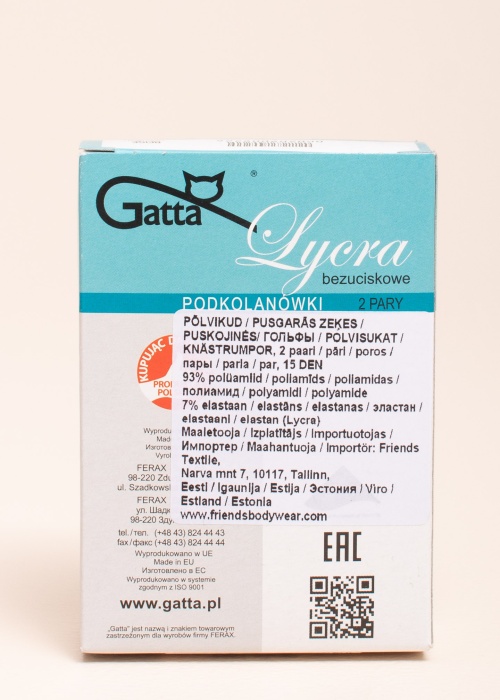 Gatta ®
Lycra
bezuciskowe
PODKOLANÓWKI 2 PARY
KUPUJĄC
PÕLVIKUD / PUSGARĀS ZEĶES /
PUSKOJINĖS/ ГОЛЬФЫ / POLVISUKAT /
KNÄSTRUMPOR, 2 paari / pāri / poros /
пары / paria / par, 15 DEN
93% polüamiid / poliamīds / poliamidas /
полиамид / polyamidi / polyamide
7% elastaan / elastāns / elastanas / эластан /
elastaani / elastan (Lycra)
Maaletooja / Izplatītājs / Importuotojas /
Импортер / Maahantuoja / Importör: Friends
Textile,
Narva mnt 7, 10117, Tallinn,
Eesti / Igaunija / Estija / Эстония / Viro /
Estland / Estonia
www.friendsbodywear.com
FERAX
98-220
ul. Szadkows
FERAX
98-220
tel./тел. (+48 43) 824 44 43
fax/факс (+48 43) 824 44 44
Wyprodukowano w UE
Made in EU
Изготовлено в ЕС
Wyprodukowano w systemie
zgodnym z ISO 9001
www.gatta.pl
„Gatta" jest nazwą i znakiem towarowym
zastrzeżonym dla wyrobów firmy FERAX.
EAC